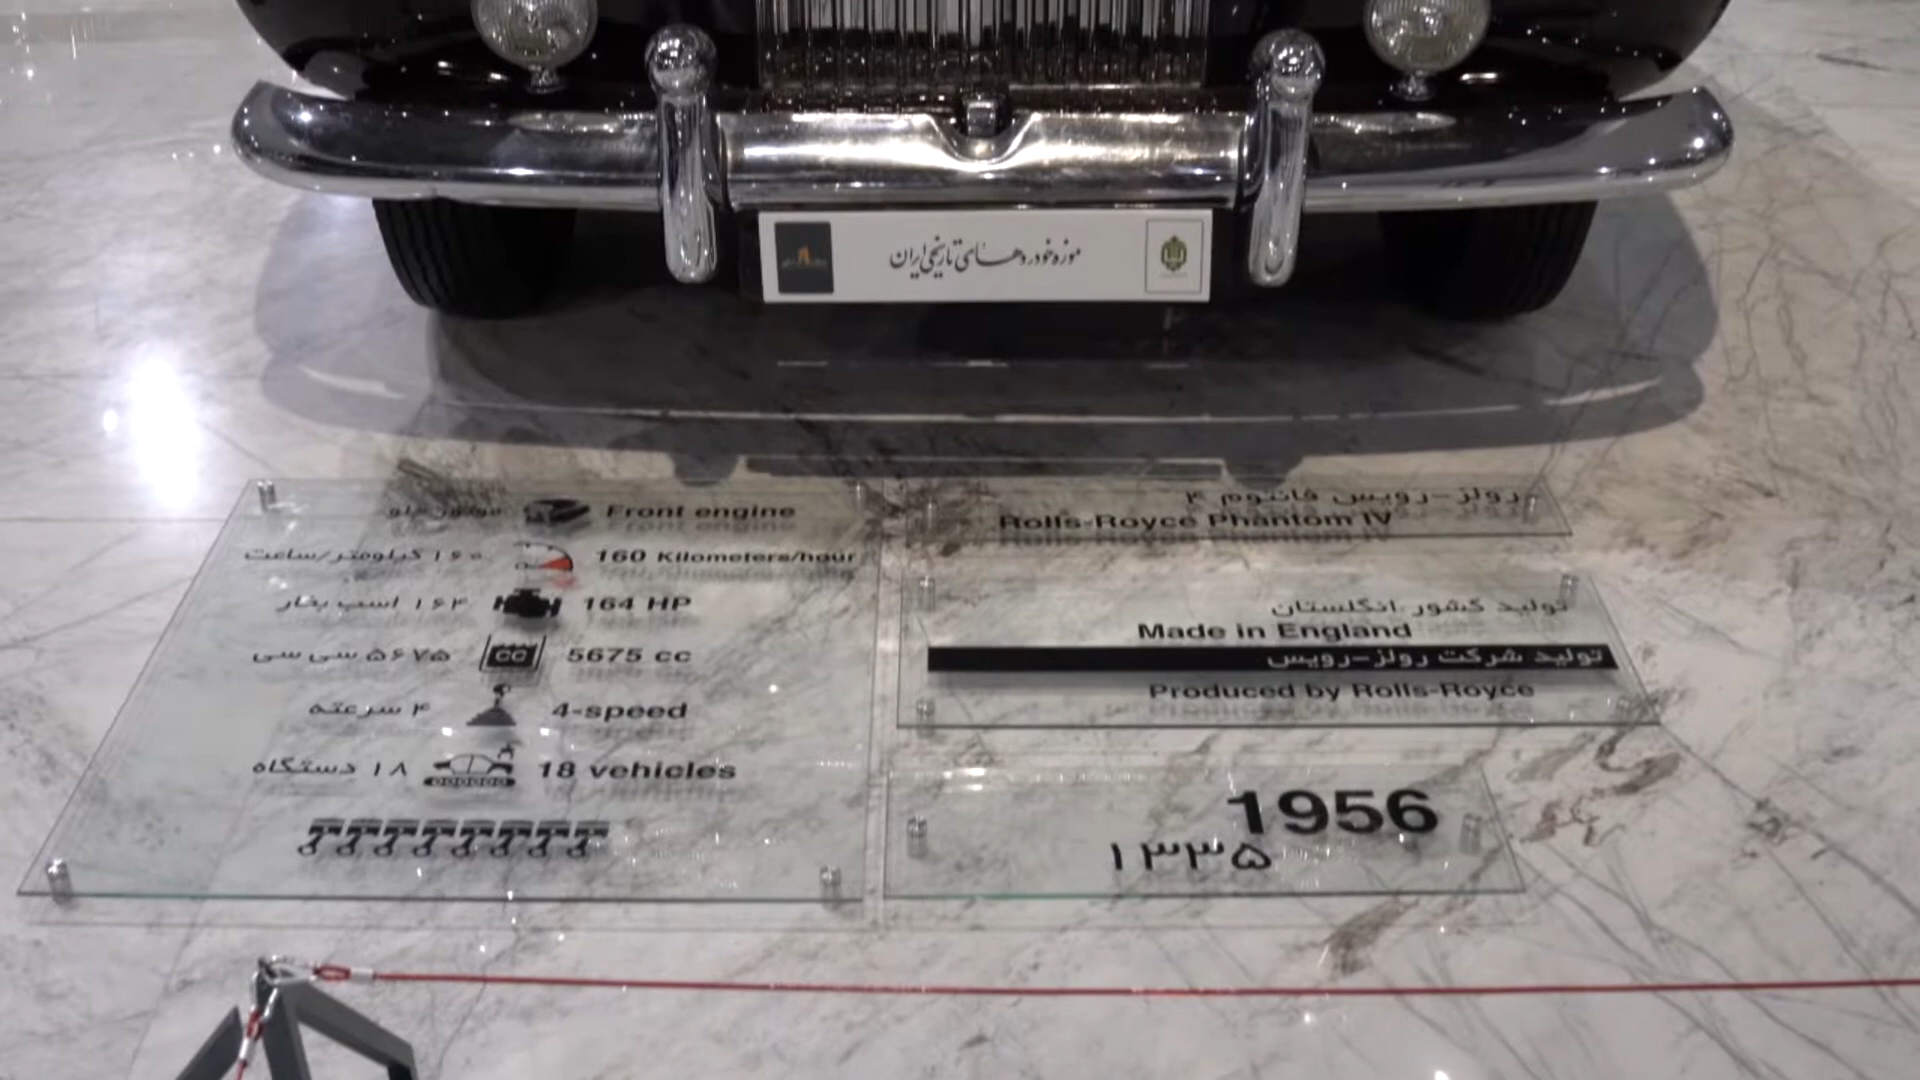 موزه خودروهای تاریخی ایران
موتور جلو Front engine
۱۶۰ کیلومتر/ساعت 160 Kilometers/hour
۱۶۴ اسب بخار 164 HP
۵۶۷۵ سی سی CC 5675 cc
۴ سرعته 4-speed
۱۸ دستگاه 18 vehicles
رولز-رویس فانتوم ۴
Rolls-Royce Phantom IV
تولید کشور انگلستان
Made in England
تولید شرکت رولز-رویس
Produced by Rolls-Royce
1956
۱۳۳۵